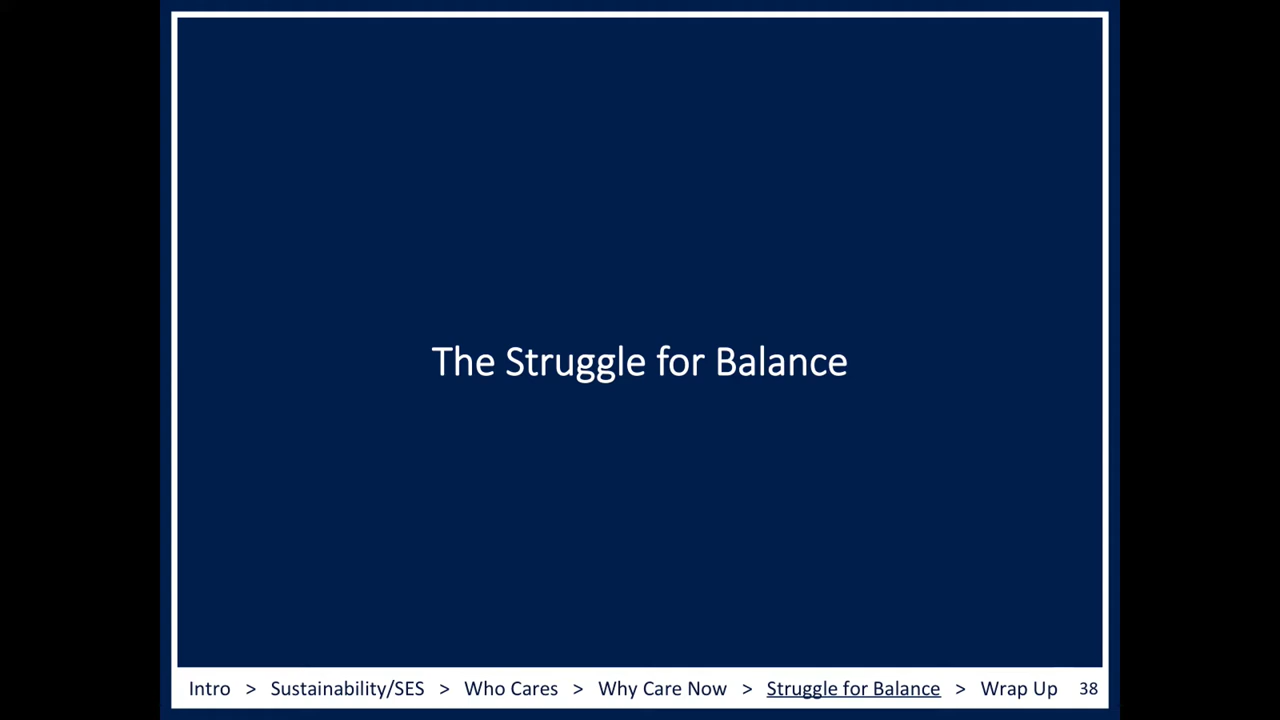 The Struggle for Balance
Intro > Sustainability/SES > Who Cares > Why Care Now > Struggle for Balance > Wrap Up 38